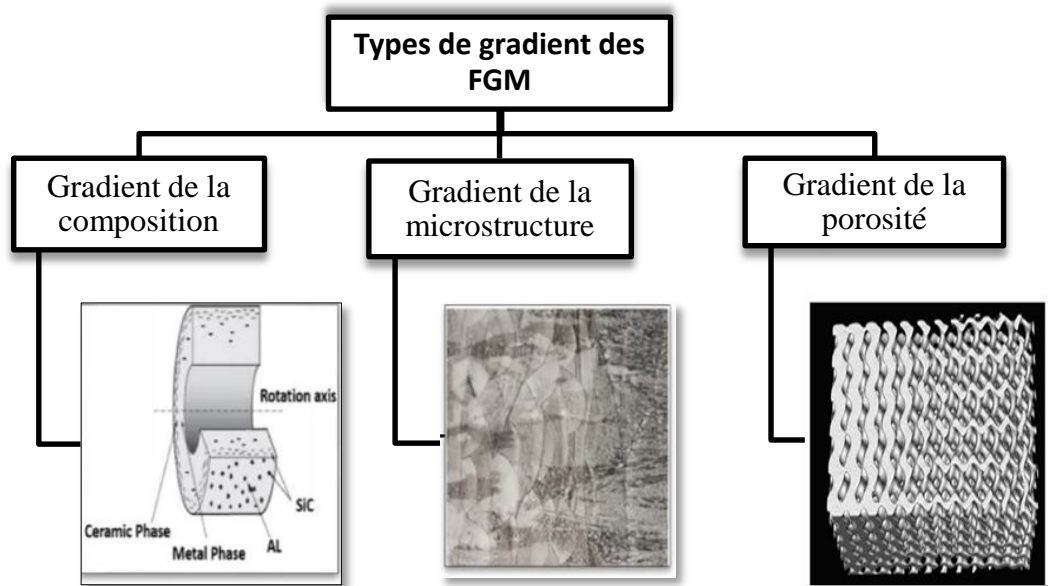 Types de gradient des
FGM
Gradient de la
composition
Gradient de la
microstructure
Gradient de la
porosité
Rotation axis
SiC
Ceramic Phase
AL
Metal Phase